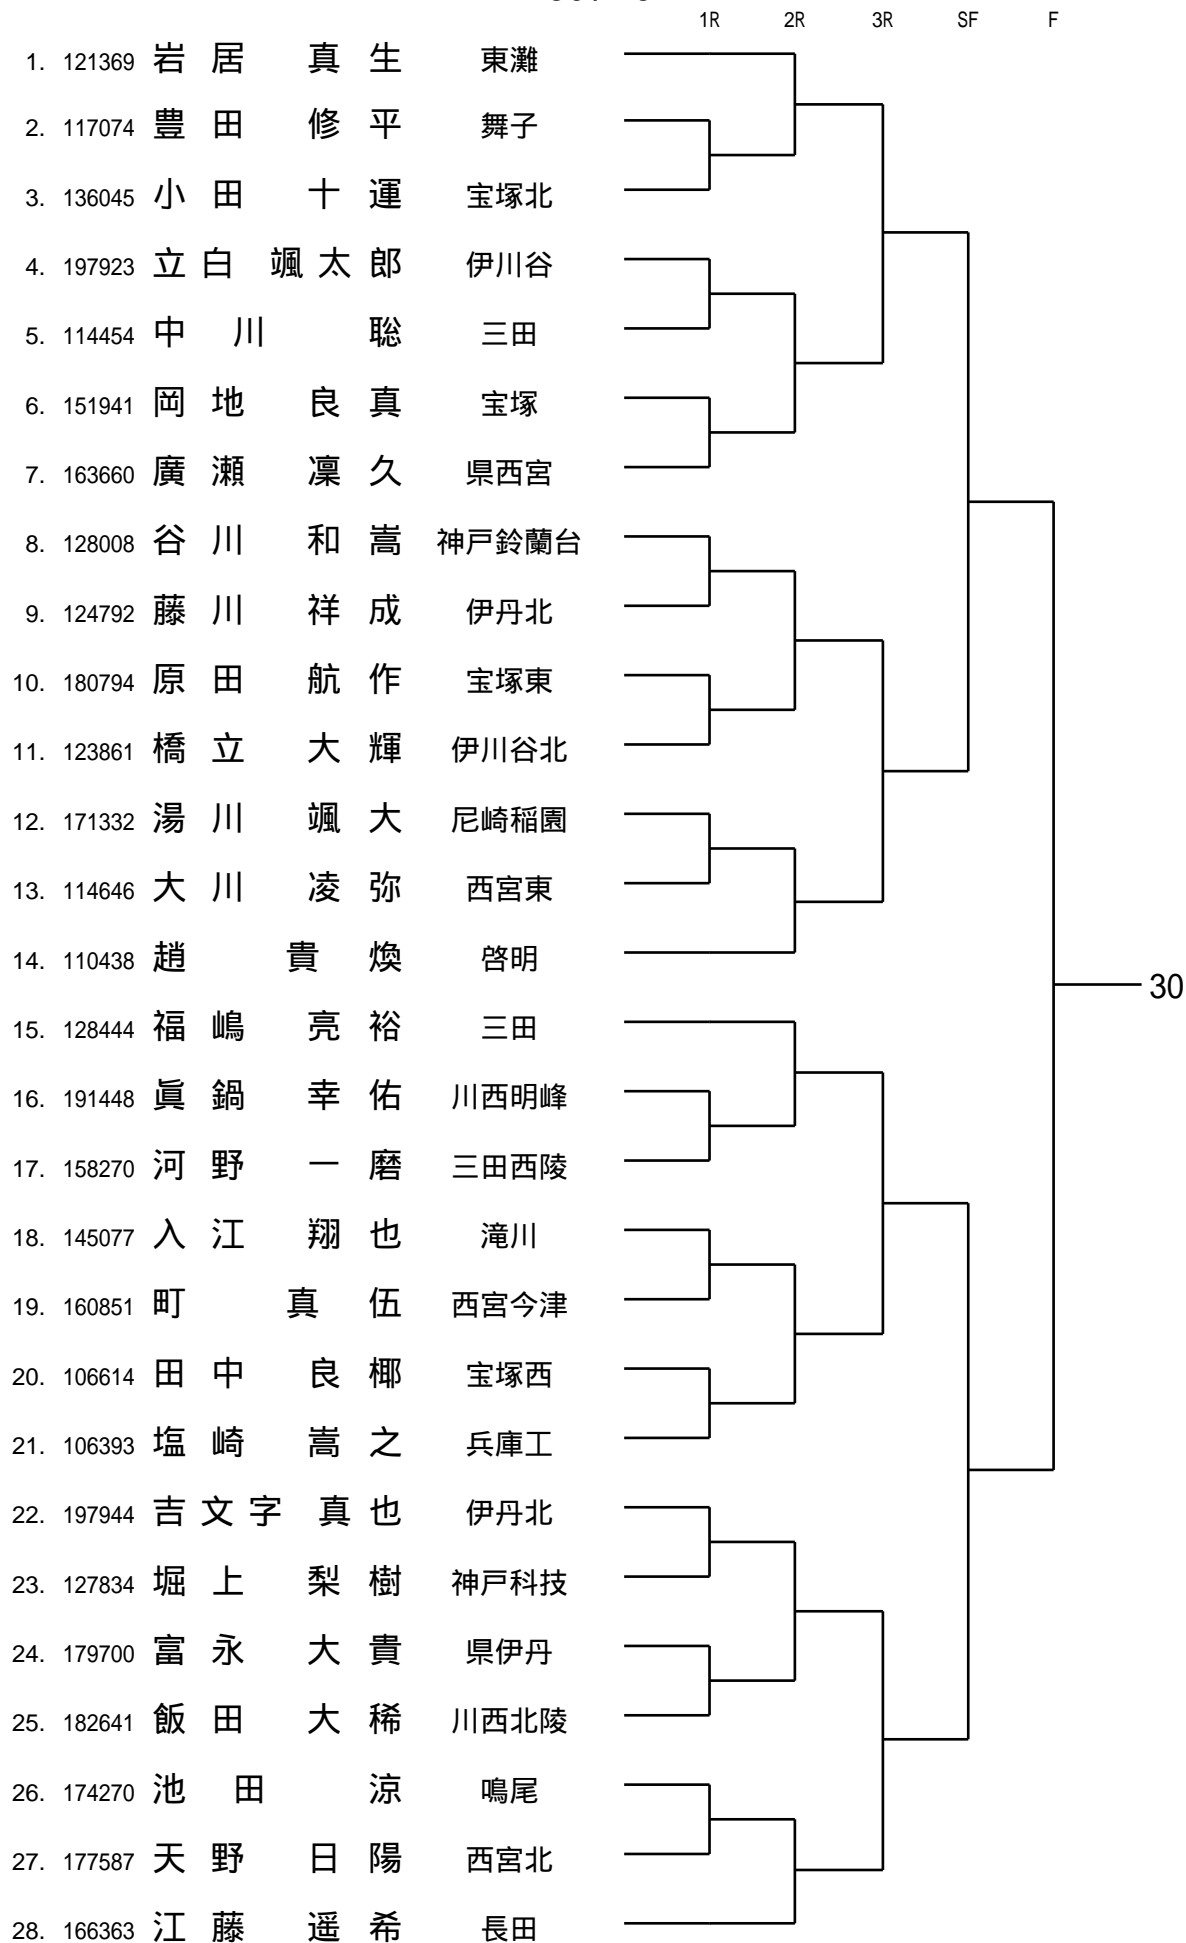 1R 2R 3R SF F
1. 121369 岩居 真生 東灘
2. 117074 豊田 修平 舞子
3. 136045 小田 十運 宝塚北
4. 197923 立白 颯太郎 伊川谷
5. 114454 中川 聡 三田
6. 151941 岡地 良真 宝塚
7. 163660 廣瀬 凜久 県西宮
8. 128008 谷川 和嵩 神戸鈴蘭台
9. 124792 藤川 祥成 伊丹北
10. 180794 原田 航作 宝塚東
11. 123861 橋立 大輝 伊川谷北
12. 171332 湯川 颯大 尼崎稲園
13. 114646 大川 凌弥 西宮東
14. 110438 趙 貴煥 啓明
30
15. 128444 福嶋 亮裕 三田
16. 191448 眞鍋 幸佑 川西明峰
17. 158270 河野 一磨 三田西陵
18. 145077 入江 翔也 滝川
19. 160851 町 真伍 西宮今津
20. 106614 田中 良椰 宝塚西
21. 106393 塩崎 嵩之 兵庫工
22. 197944 吉文字 真也 伊丹北
23. 127834 堀上 梨樹 神戸科技
24. 179700 富永 大貴 県伊丹
25. 182641 飯田 大稀 川西北陵
26. 174270 池田 涼 鳴尾
27. 177587 天野 日陽 西宮北
28. 166363 江藤 遥希 長田